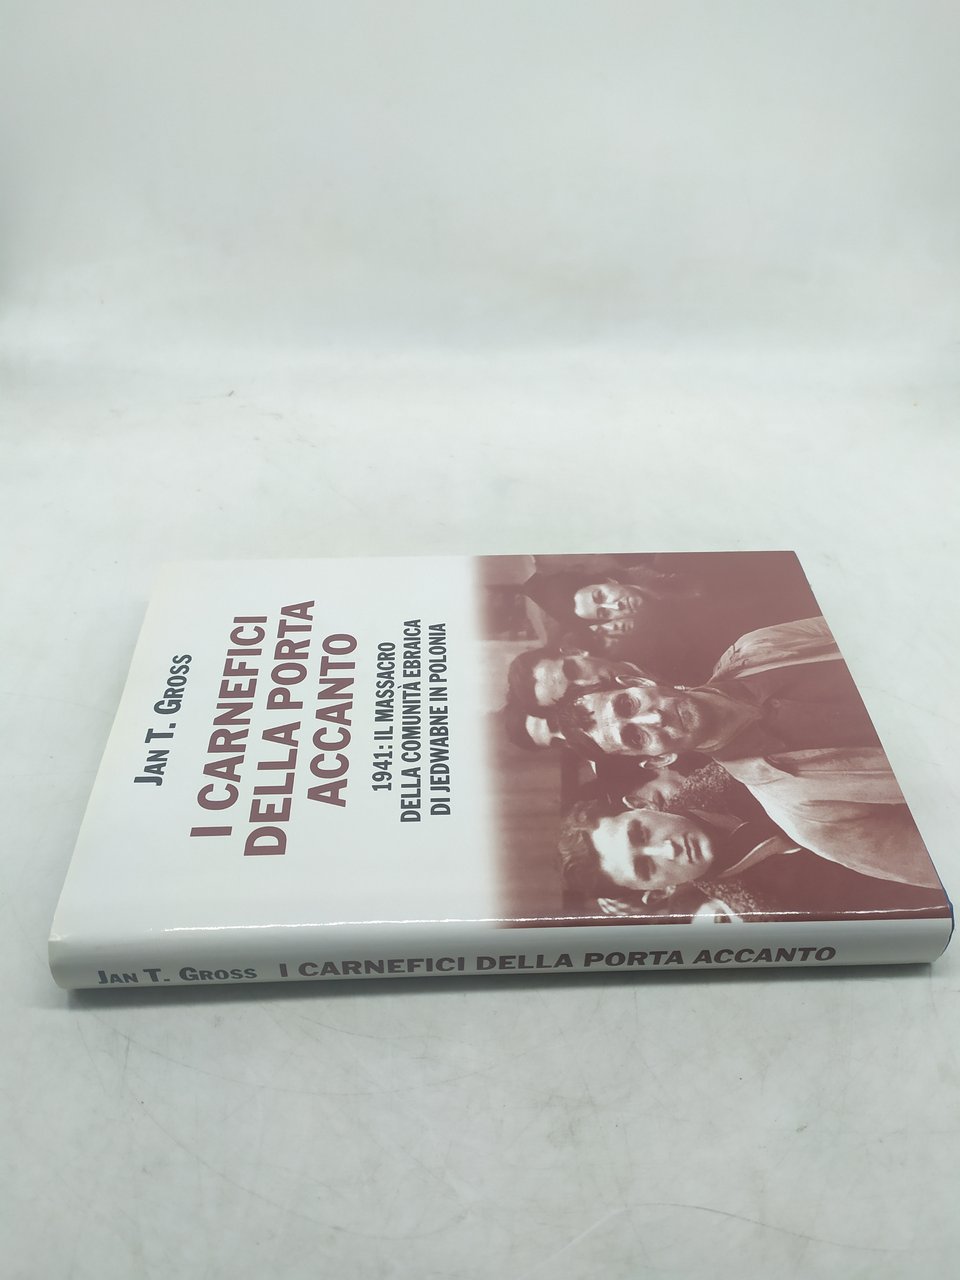 JAN T. GROSS
I CARNEFICI
DELLA PORTA
ACCANTO
1941: IL MASSACRO
DELLA COMUNITÀ EBRAICA
DI JEDWABNE IN POLONIA
JAN T. GROSS I CARNEFICI DELLA PORTA ACCANTO